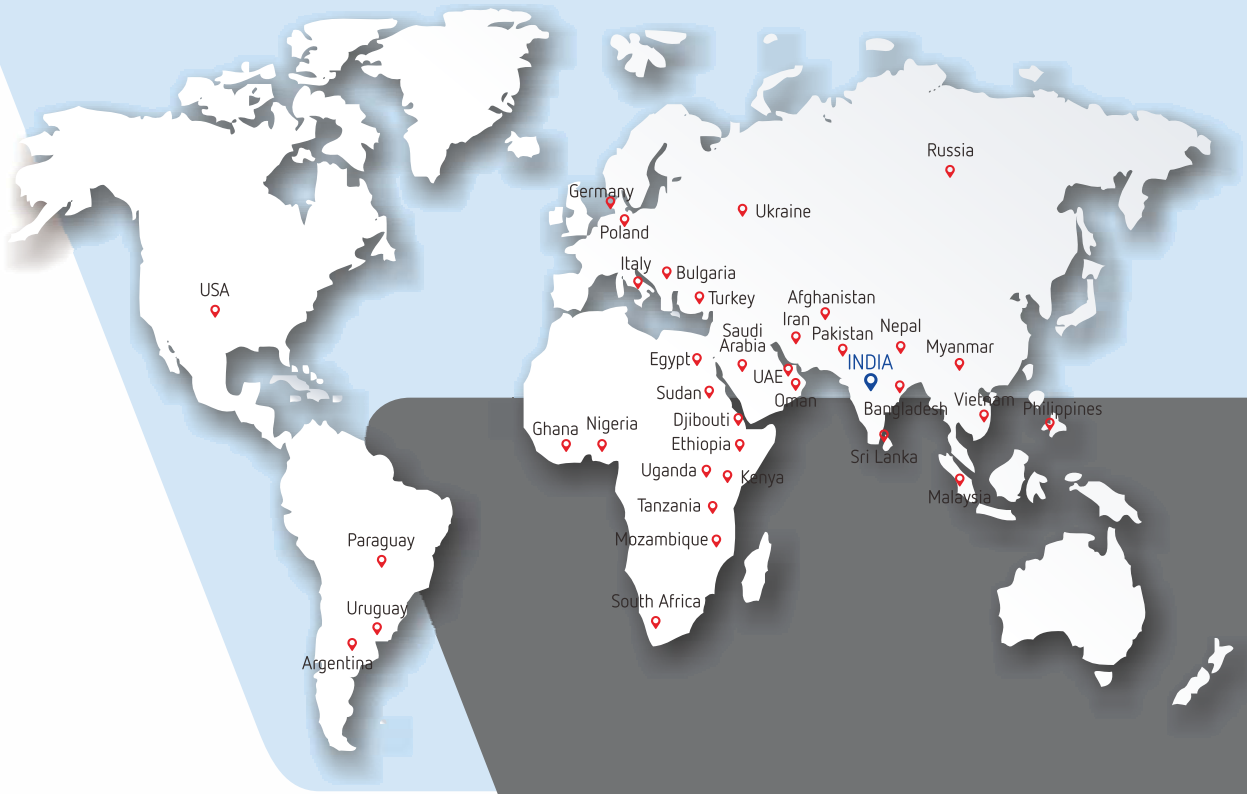 Russia
Germany
Ukraine
Poland
Italy
Bulgaria
USA
Turkey
Afghanistan
Iran
Saudi
Arabia
Pakistan
Nepal
Myanmar
Egypt
INDIA
UAE
Sudan
Oman
Bangladesh
Vietnam
Philippines
Djibouti
Ghana
Nigeria
Ethiopia
Sri Lanka
Uganda
Kenya
Malaysia
Tanzania
Mozambique
Paraguay
South Africa
Uruguay
Argentina